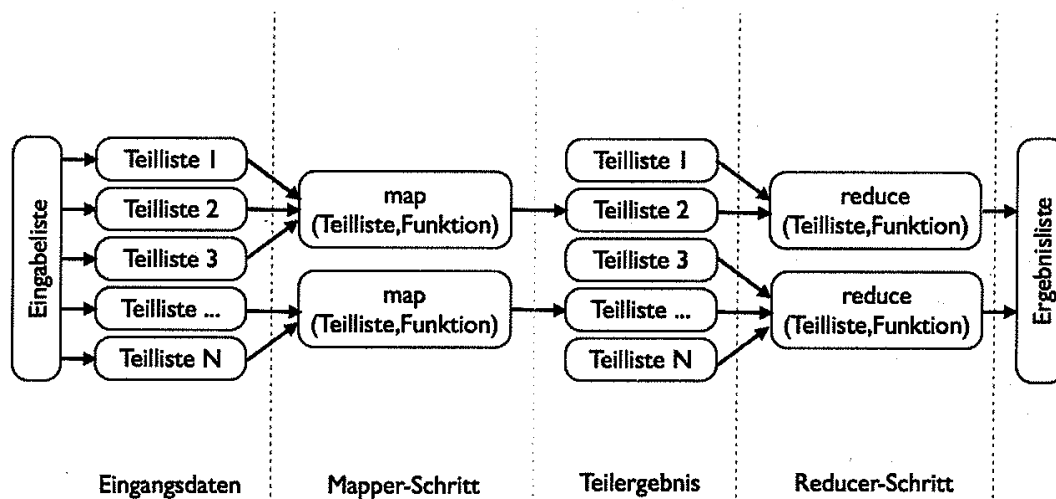 Eingabeliste
Teilliste 1
Teilliste 2
Teilliste 3
Teilliste ...
Teilliste N
map
(Teilliste,Funktion)
map
(Teilliste,Funktion)
Teilliste 1
Teilliste 2
Teilliste 3
Teilliste ...
Teilliste N
reduce
(Teilliste,Funktion)
reduce
(Teilliste,Funktion)
Ergebnisliste
Eingangsdaten
Mapper-Schritt
Teilergebnis
Reducer-Schritt